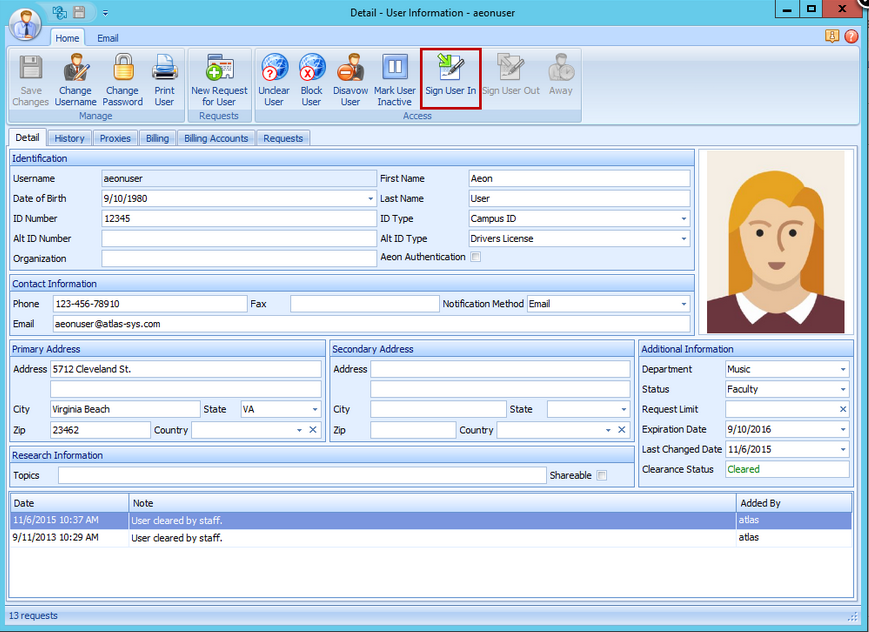 Detail - User Information - aeonuser
Home Email
Save Changes
Change Username
Change Password
Print User
New Request for User
Unclear User
Block User
Disavow User
Mark User Inactive
Sign User In
Sign User Out
Away
Manage Requests Access
Detail History Proxies Billing Billing Accounts Requests
Identification
Username aeonuser First Name Aeon
Date of Birth 9/10/1980 Last Name User
ID Number 12345 ID Type Campus ID
Alt ID Number Alt ID Type Drivers License
Organization Aeon Authentication
Contact Information
Phone 123-456-78910 Fax Notification Method Email
Email aeonuser@atlas-sys.com
Primary Address
Address 5712 Cleveland St.
City Virginia Beach State VA
Zip 23462 Country
Secondary Address
Address
City State
Zip Country
Additional Information
Department Music
Status Faculty
Request Limit
Expiration Date 9/10/2016
Last Changed Date 11/6/2015
Clearance Status Cleared
Research Information
Topics Shareable
Date Note Added By
11/6/2015 10:37 AM User cleared by staff. atlas
9/11/2013 10:29 AM User cleared by staff. atlas
13 requests